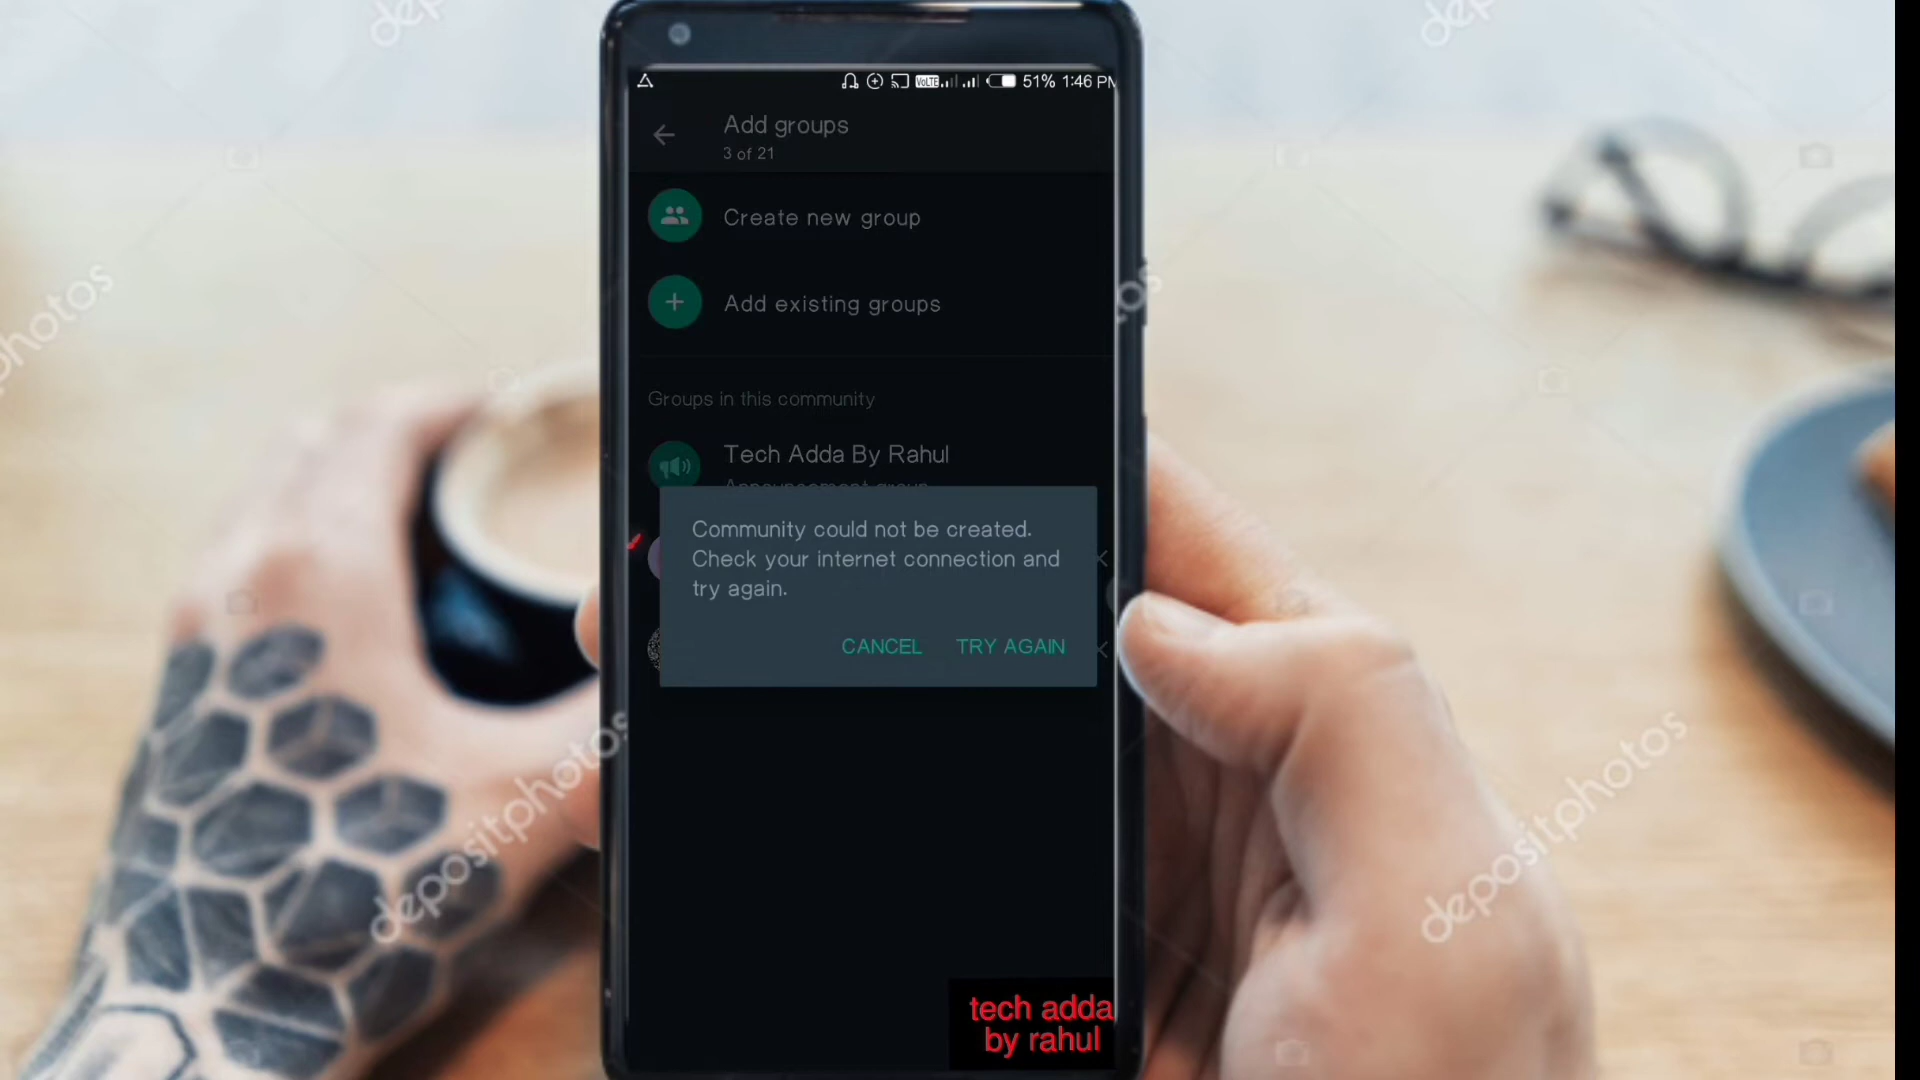 VoLTE 51% 1:46 PM
Add groups
3 of 21
Create new group
Add existing groups
Groups in this community
Tech Adda By Rahul
Announcement group
Community could not be created.
Check your internet connection and
try again.
CANCEL TRY AGAIN
tech adda
by rahul
depositphotos
depositphotos